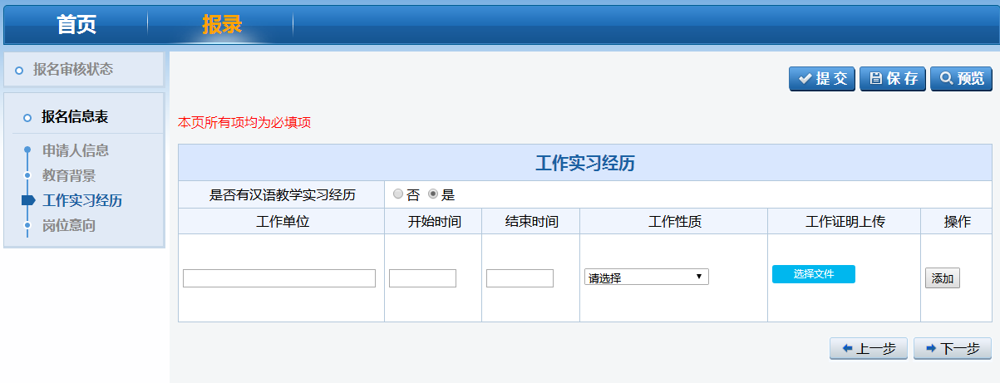 首页 报录
报名审核状态
报名信息表
申请人信息
教育背景
工作实习经历
岗位意向
提 交 保 存 预览
本页所有项均为必填项
工作实习经历
是否有汉语教学实习经历 否 是
工作单位 开始时间 结束时间 工作性质 工作证明上传 操作
请选择 选择文件 添加
上一步 下一步